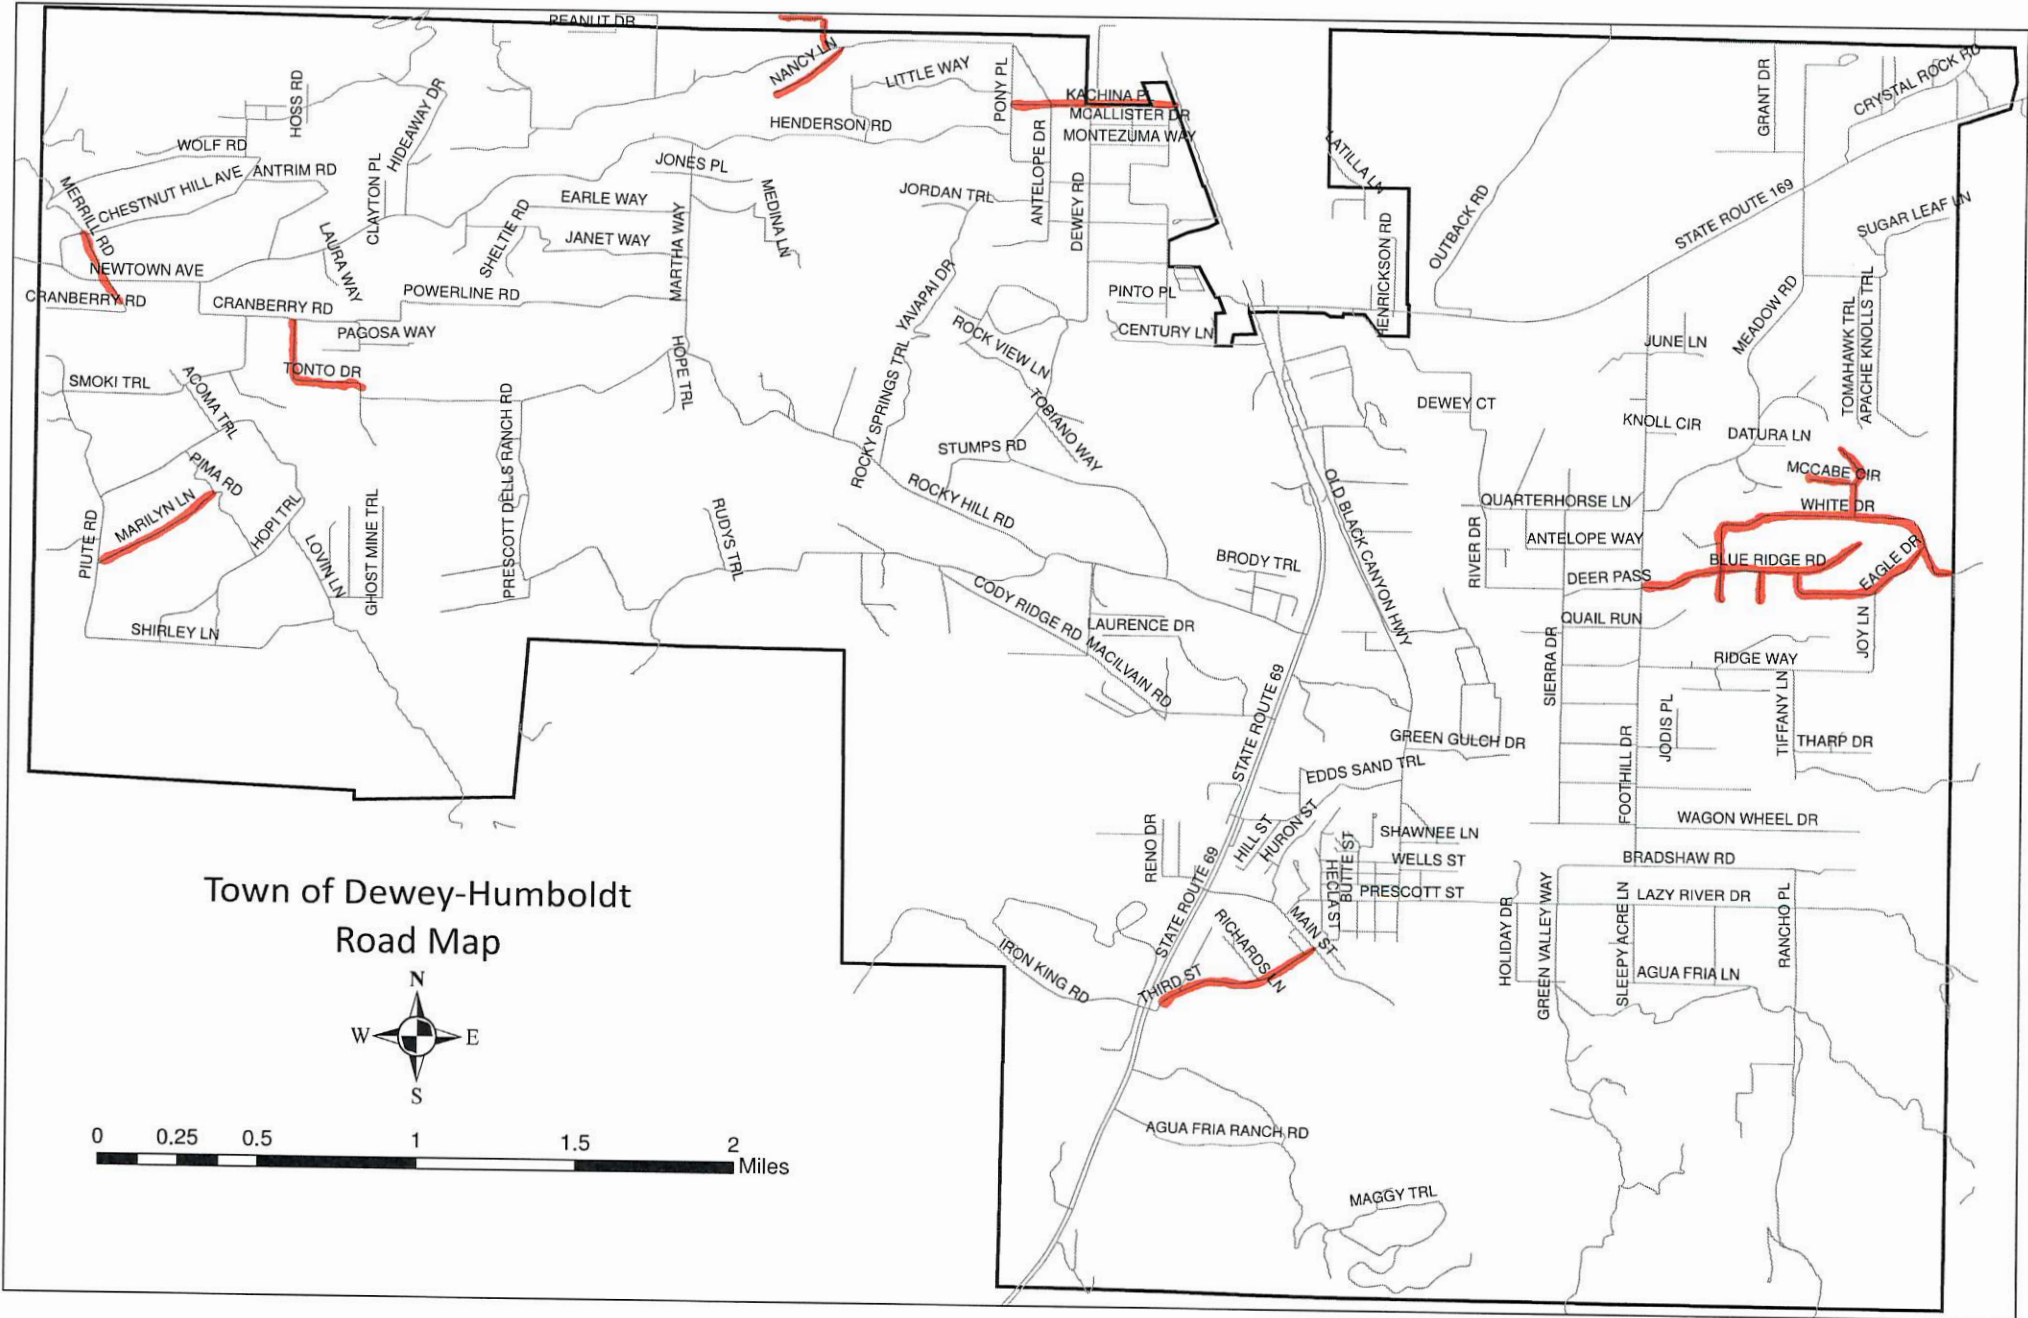 PEANUT DR
NANCY LN
LITTLE WAY
PONY PL
KACHINA P
MCALLISTER DR
MONTEZUMA WAY
HENDERSON RD
HOSS RD
HIDEAWAY DR
WOLF RD
CHESTNUT HILL AVE
ANTRIM RD
CLAYTON PL
MERRILL RD
JONES PL
EARLE WAY
JANET WAY
SHELTIE RD
MEDINA LN
MARTHA WAY
JORDAN TRL
ANTELOPE DR
DEWEY RD
LAURA WAY
NEWTOWN AVE
CRANBERRY RD
CRANBERRY RD
POWERLINE RD
PAGOSA WAY
TONTO DR
SMOKI TRL
ACOMA TRL
HOPE TRL
YAVAPAI DR
ROCKY SPRINGS TRL
ROCK VIEW LN
TOBIANO WAY
STUMPS RD
PINTO PL
CENTURY LN
LATILLA LN
HENRICKSON RD
OUTBACK RD
GRANT DR
CRYSTAL ROCK RD
STATE ROUTE 169
SUGAR LEAF LN
MEADOW RD
TOMAHAWK TRL
APACHE KNOLLS TRL
JUNE LN
DEWEY CT
KNOLL CIR
DATURA LN
MCCABE CIR
WHITE DR
QUARTERHORSE LN
ANTELOPE WAY
BLUE RIDGE RD
EAGLE DR
DEER PASS
RIVER DR
QUAIL RUN
JOY LN
RIDGE WAY
SIERRA DR
TIFFANY LN
JODIS PL
THARP DR
FOOTHILL DR
WAGON WHEEL DR
BRADSHAW RD
LAZY RIVER DR
RANCHO PL
SLEEPY ACRE LN
AGUA FRIA LN
GREEN VALLEY WAY
HOLIDAY DR
PIMA RD
MARILYN LN
PIUTE RD
HOPI TRL
LOVIN LN
GHOST MINE TRL
SHIRLEY LN
PRESCOTT DELLS RANCH RD
RUDYS TRL
ROCKY HILL RD
BRODY TRL
OLD BLACK CANYON HWY
CODY RIDGE RD
LAURENCE DR
MACILVAIN RD
STATE ROUTE 69
GREEN GULCH DR
EDDS SAND TRL
HILL ST
HURON ST
SHAWNEE LN
WELLS ST
BUTTE ST
HECLA ST
PRESCOTT ST
RENO DR
STATE ROUTE 69
MAIN ST
RICHARDS LN
THIRD ST
IRON KING RD
AGUA FRIA RANCH RD
MAGGY TRL
Town of Dewey-Humboldt
Road Map
N
W E
S
0 0.25 0.5 1 1.5 2
Miles